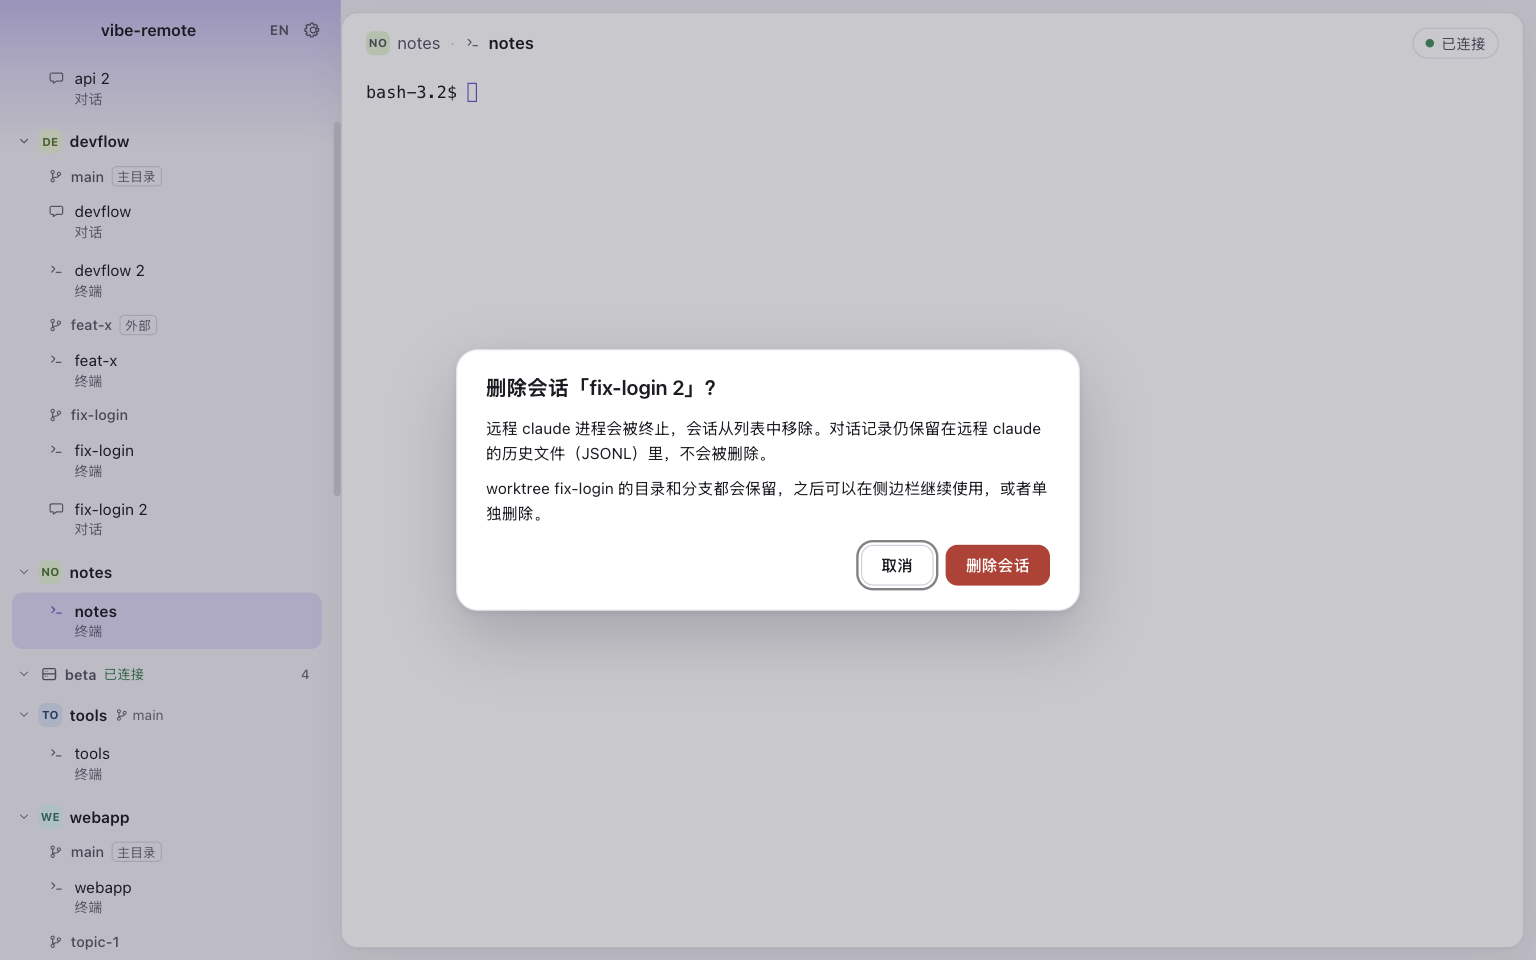 vibe-remote EN
api 2
对话
DE devflow
main 主目录
devflow
对话
devflow 2
终端
feat-x 外部
feat-x
终端
fix-login
fix-login
终端
fix-login 2
对话
NO notes
notes
终端
beta 已连接 4
TO tools main
tools
终端
WE webapp
main 主目录
webapp
终端
topic-1
NO notes · >_ notes
已连接
bash-3.2$
删除会话「fix-login 2」?
远程 claude 进程会被终止，会话从列表中移除。对话记录仍保留在远程 claude
的历史文件（JSONL）里，不会被删除。
worktree fix-login 的目录和分支都会保留，之后可以在侧边栏继续使用，或者单
独删除。
取消 删除会话